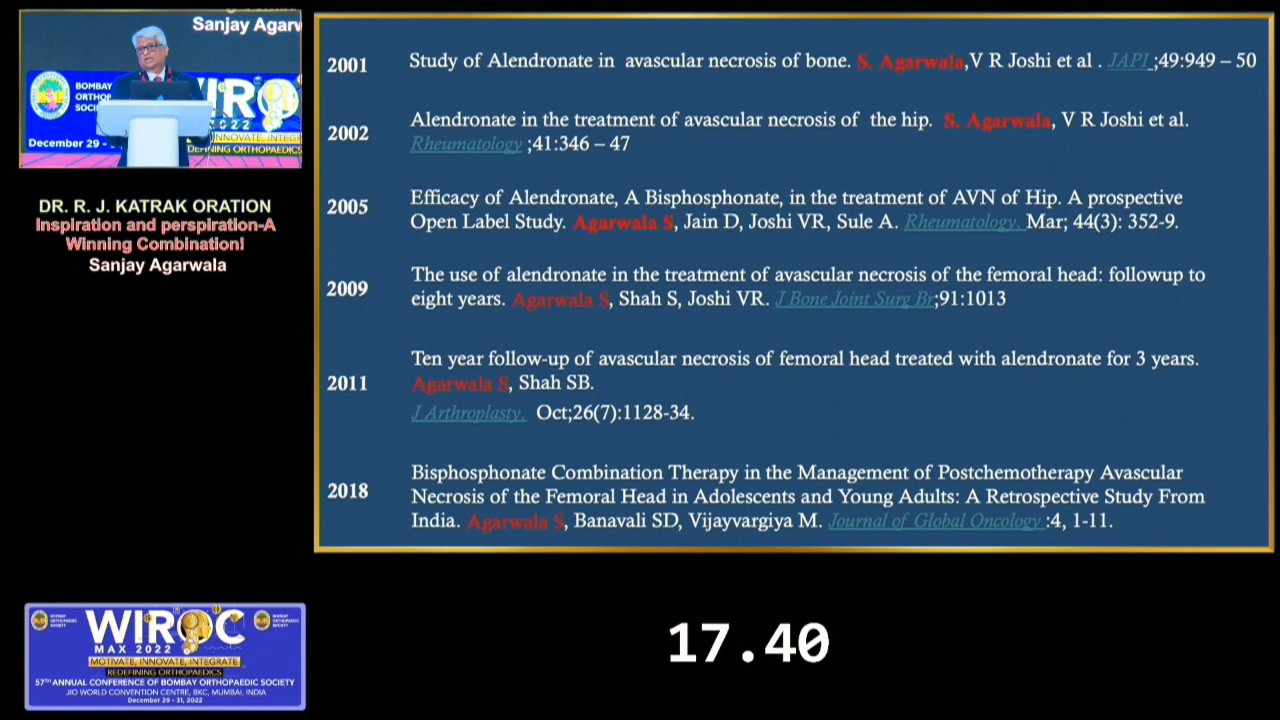 Sanjay Agarw
BOMBAY
ORTHOP
SOCI
IRO
2022
INNOVATE, INTEGR
DEFINING ORTHOPAEDICS
December 29 -
DR. R. J. KATRAK ORATION
Inspiration and perspiration-A
Winning Combination!
Sanjay Agarwala
2001
Study of Alendronate in avascular necrosis of bone. S. Agarwala,V R Joshi et al . JAPI ;49:949 – 50
2002
Alendronate in the treatment of avascular necrosis of the hip. S. Agarwala, V R Joshi et al.
Rheumatology ;41:346 – 47
2005
Efficacy of Alendronate, A Bisphosphonate, in the treatment of AVN of Hip. A prospective
Open Label Study. Agarwala S, Jain D, Joshi VR, Sule A. Rheumatology. Mar; 44(3): 352-9.
2009
The use of alendronate in the treatment of avascular necrosis of the femoral head: followup to
eight years. Agarwala S, Shah S, Joshi VR. J Bone Joint Surg Br;91:1013
2011
Ten year follow-up of avascular necrosis of femoral head treated with alendronate for 3 years.
Agarwala S, Shah SB.
J Arthroplasty. Oct;26(7):1128-34.
2018
Bisphosphonate Combination Therapy in the Management of Postchemotherapy Avascular
Necrosis of the Femoral Head in Adolescents and Young Adults: A Retrospective Study From
India. Agarwala S, Banavali SD, Vijayvargiya M. Journal of Global Oncology :4, 1-11.
BOMBAY
ORTHOPAEDIC
SOCIETY
WIROC
MAX 2022
MOTIVATE, INNOVATE, INTEGRATE
REDEFINING ORTHOPAEDICS
57TH ANNUAL CONFERENCE OF BOMBAY ORTHOPAEDIC SOCIETY
JIO WORLD CONVENTION CENTRE, BKC, MUMBAI, INDIA
December 29 - 31, 2022
17.40